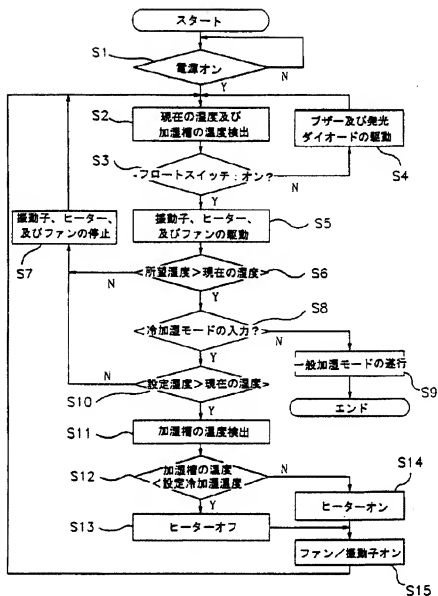 スタート
S1
電源オン
N
Y
S2
現在の湿度及び
加湿槽の温度検出
ブザー及び発光
ダイオードの駆動
S4
S3
フロートスイッチ:オン?
N
Y
振動子、ヒーター、
及びファンの停止
S7
振動子、ヒーター、
及びファンの駆動
S5
所望湿度>現在の湿度
S6
N
Y
S8
冷加湿モードの入力?
N
Y
一般加湿モードの遂行
S9
エンド
N
設定湿度>現在の湿度
S10
Y
S11
加湿槽の温度検出
S12
加湿槽の温度
<設定冷加湿温度
N
Y
S14
ヒーターオン
S13
ヒーターオフ
ファン/振動子オン
S15